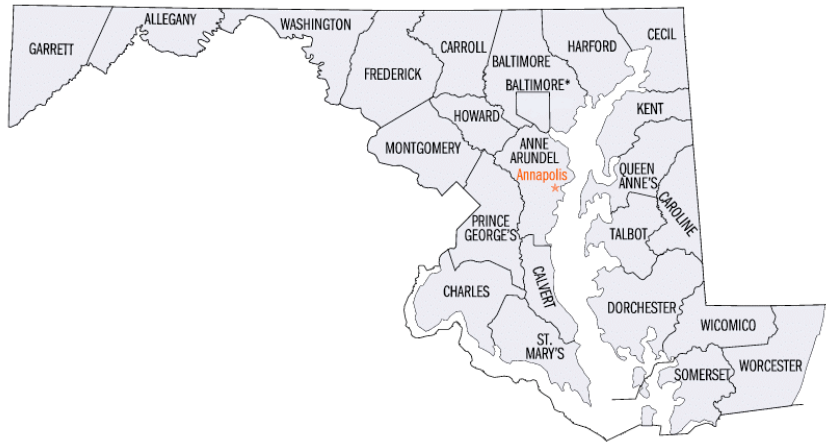 GARRETT
ALLEGANY
WASHINGTON
FREDERICK
CARROLL
BALTIMORE
BALTIMORE*
HARFORD
CECIL
HOWARD
KENT
MONTGOMERY
ANNE
ARUNDEL
Annapolis
*
QUEEN
ANNE'S
CAROLINE
PRINCE
GEORGE'S
TALBOT
CHARLES
CALVERT
DORCHESTER
WICOMICO
ST.
MARY'S
SOMERSET
WORCESTER